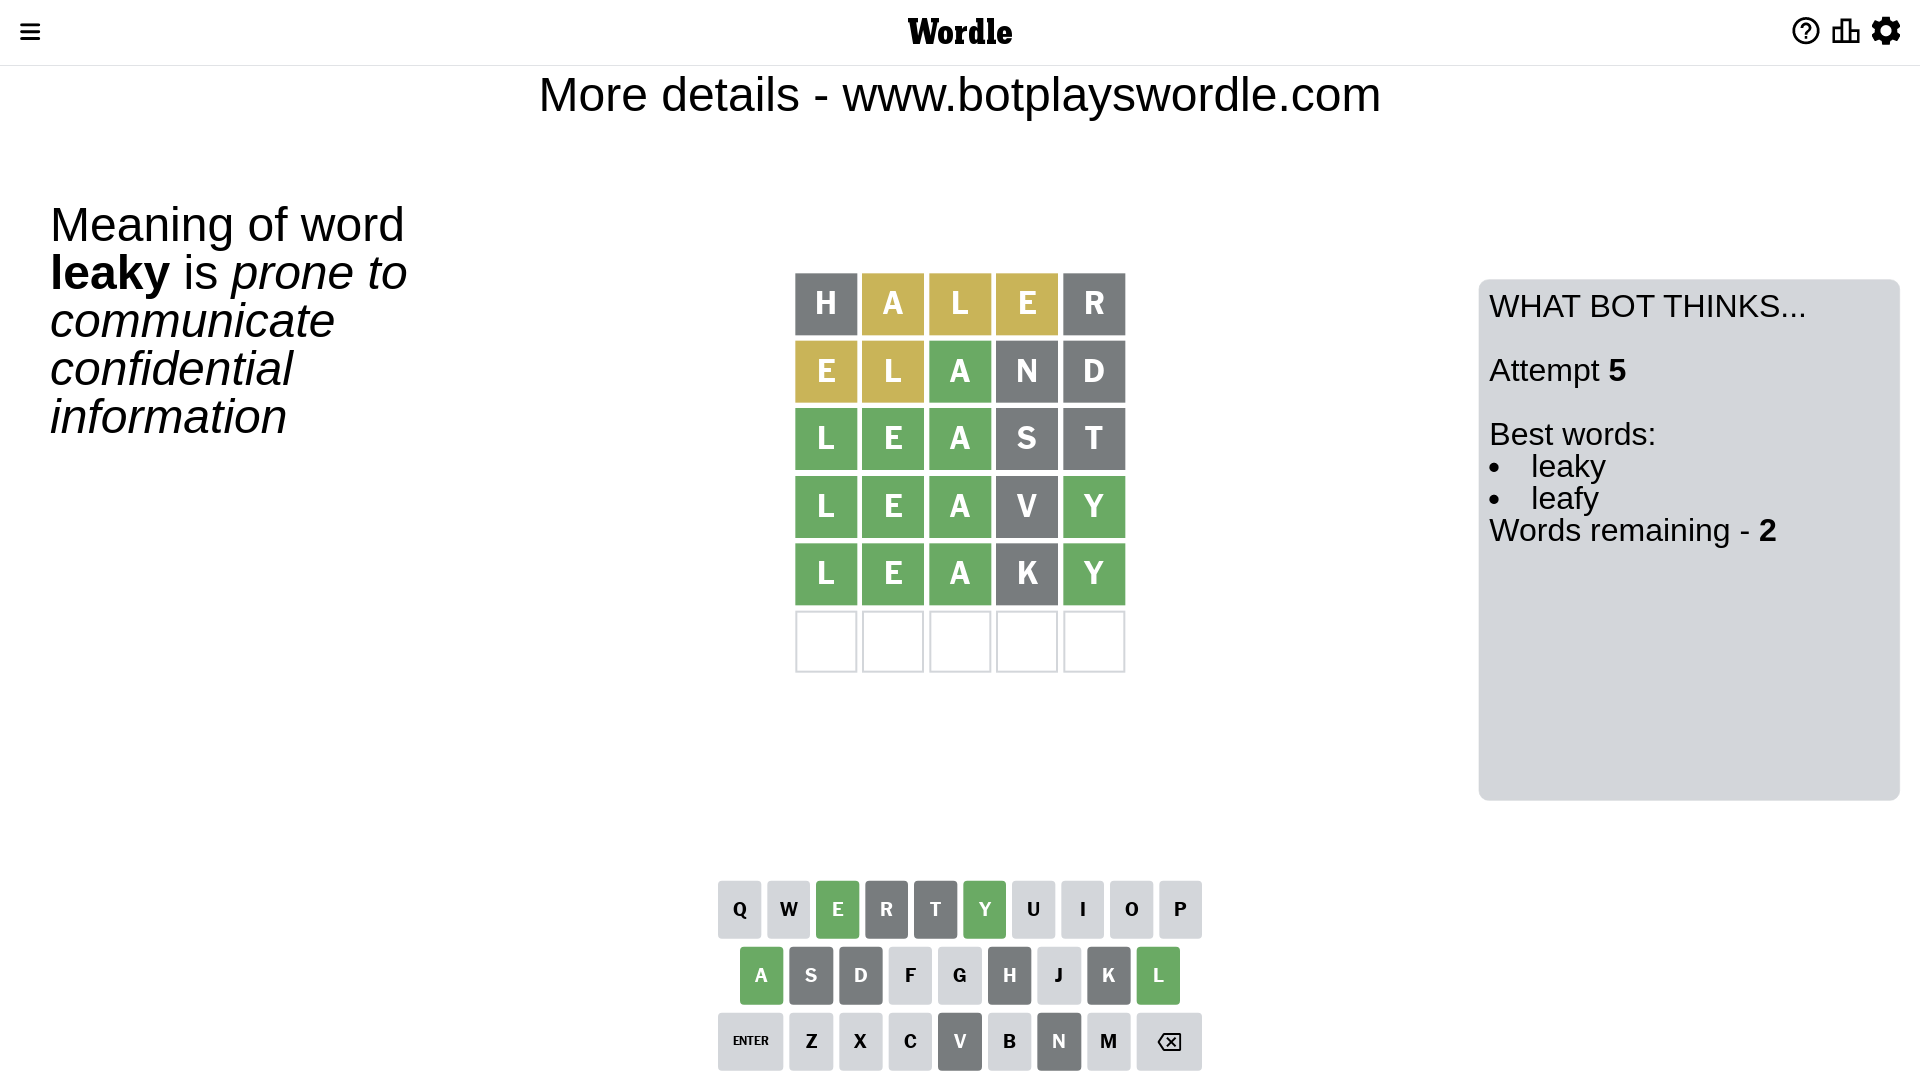 Wordle
More details - www.botplayswordle.com
Meaning of word
leaky is prone to
communicate
confidential
information
H A L E R
E L A N D
L E A S T
L E A V Y
L E A K Y
WHAT BOT THINKS...
Attempt 5
Best words:
• leaky
• leafy
Words remaining - 2
Q W E R T Y U I O P
A S D F G H J K L
ENTER Z X C V B N M